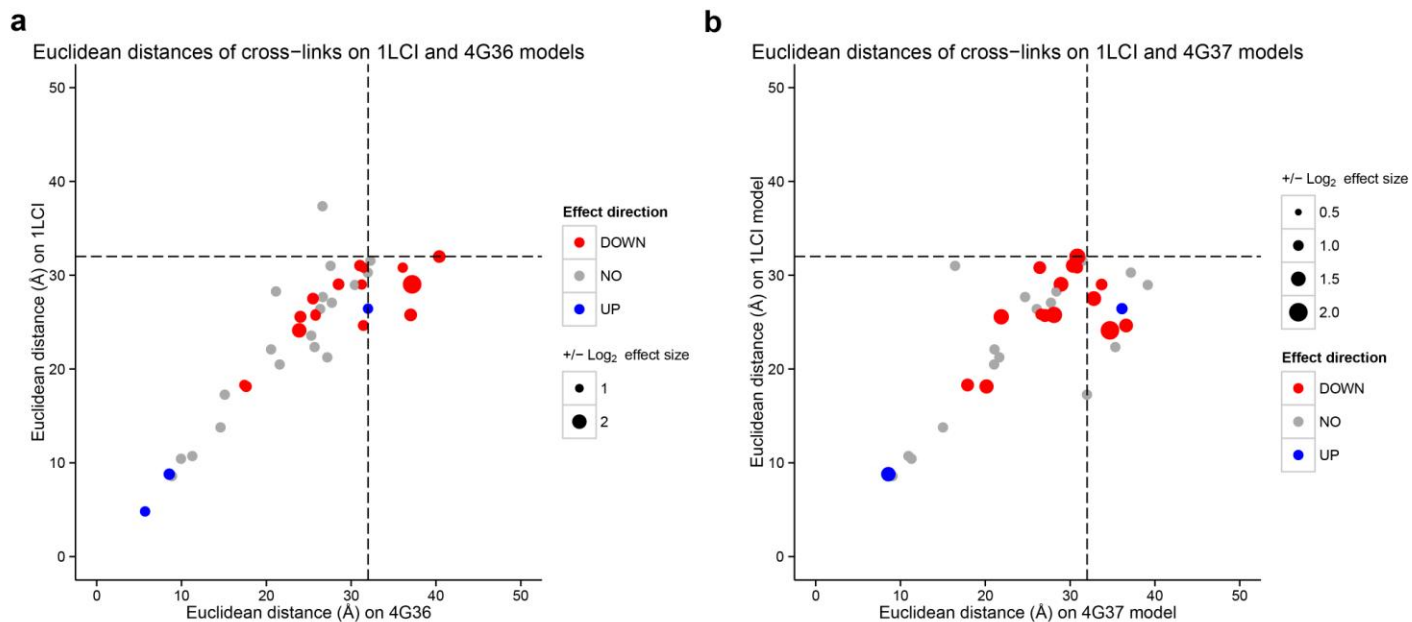 a
Euclidean distances of cross−links on 1LCI and 4G36 models
50
40
30
20
10
0
Euclidean distance (Å) on 1LCI
0 10 20 30 40 50
Euclidean distance (Å) on 4G36
Effect direction
DOWN
NO
UP
+/− Log2 effect size
1
2
b
Euclidean distances of cross−links on 1LCI and 4G37 models
50
40
30
20
10
0
Euclidean distance (Å) on 1LCI model
0 10 20 30 40 50
Euclidean distance (Å) on 4G37 model
+/− Log2 effect size
0.5
1.0
1.5
2.0
Effect direction
DOWN
NO
UP